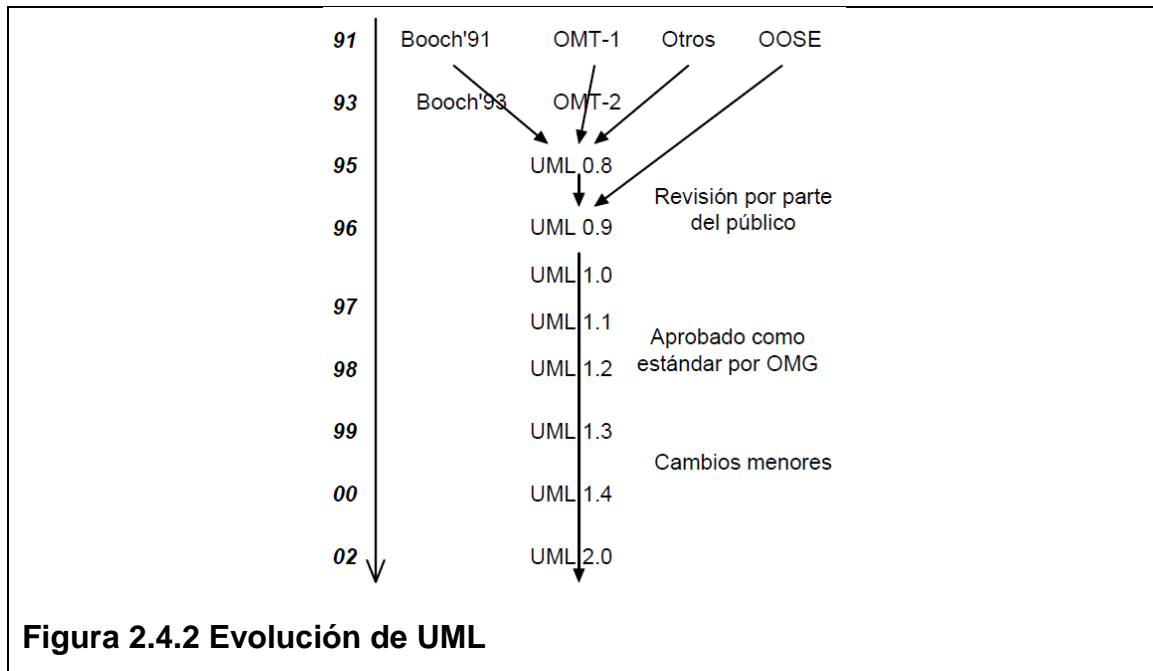 91 Booch'91 OMT-1 Otros OOSE
93 Booch'93 OMT-2
95 UML 0.8
Revisión por parte
96 UML 0.9 del público
UML 1.0
97
UML 1.1
Aprobado como
98 UML 1.2 estándar por OMG
99 UML 1.3
Cambios menores
00 UML 1.4
02 UML 2.0
Figura 2.4.2 Evolución de UML